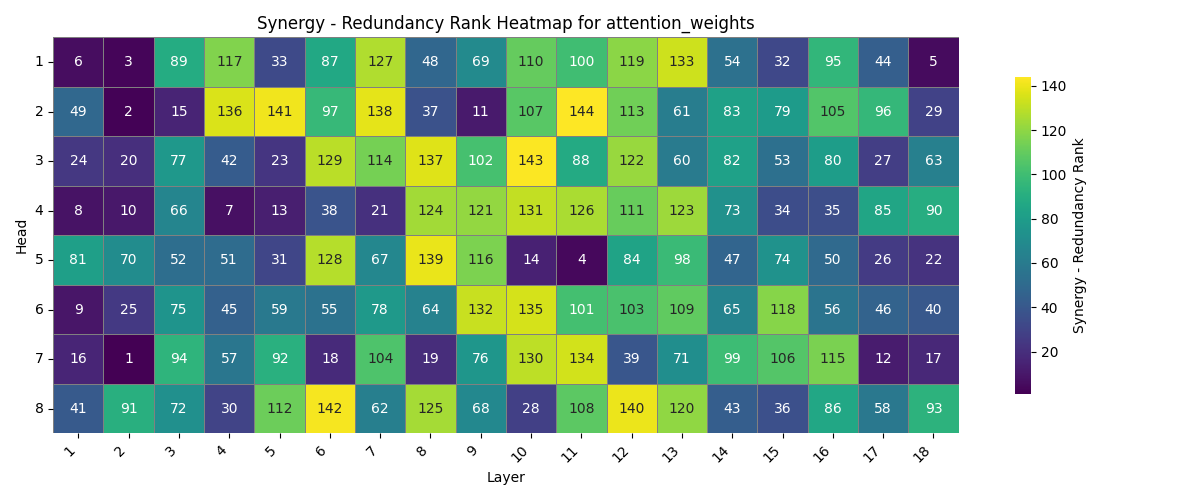 Synergy - Redundancy Rank Heatmap for attention_weights
1 6 3 89 117 33 87 127 48 69 110 100 119 133 54 32 95 44 5
2 49 2 15 136 141 97 138 37 11 107 144 113 61 83 79 105 96 29
3 24 20 77 42 23 129 114 137 102 143 88 122 60 82 53 80 27 63
4 8 10 66 7 13 38 21 124 121 131 126 111 123 73 34 35 85 90
5 81 70 52 51 31 128 67 139 116 14 4 84 98 47 74 50 26 22
6 9 25 75 45 59 55 78 64 132 135 101 103 109 65 118 56 46 40
7 16 1 94 57 92 18 104 19 76 130 134 39 71 99 106 115 12 17
8 41 91 72 30 112 142 62 125 68 28 108 140 120 43 36 86 58 93
1 2 3 4 5 6 7 8 9 10 11 12 13 14 15 16 17 18
Layer
Head
140
120
100
80
60
40
20
Synergy - Redundancy Rank